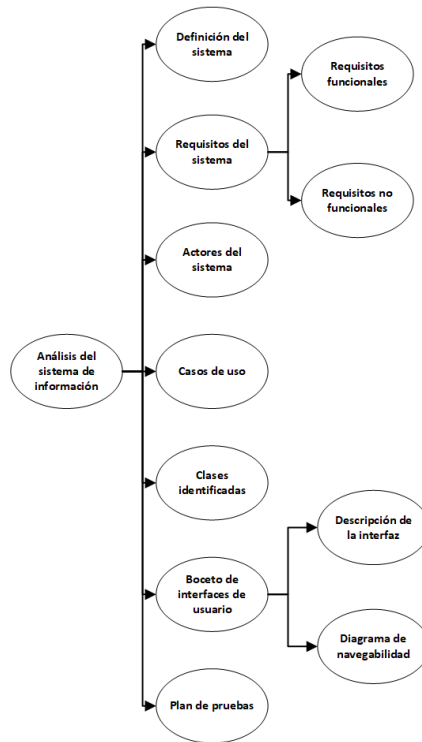 Definición del
sistema
Requisitos
funcionales
Requisitos del
sistema
Requisitos no
funcionales
Actores del
sistema
Análisis del
sistema de
información
Casos de uso
Clases
identificadas
Descripción de
la interfaz
Boceto de
interfaces de
usuario
Diagrama de
navegabilidad
Plan de pruebas